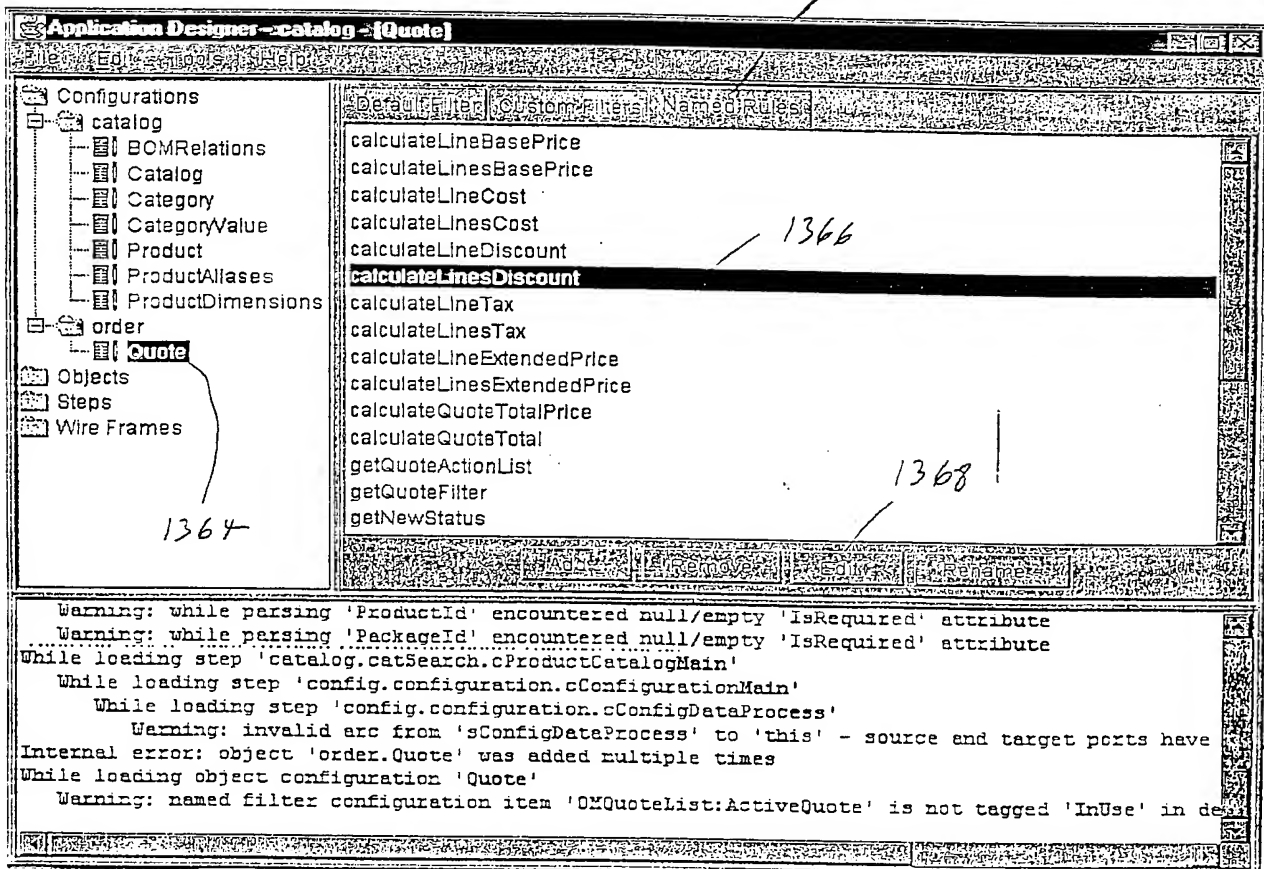 Application Designer - catalog - [Quote]
File Edit Tools Help
Configurations
catalog
BOMRelations
Catalog
Category
CategoryValue
Product
ProductAliases
ProductDimensions
order
Quote
Objects
Steps
Wire Frames
1364
Default Filter Custom Filters Named Rules
calculateLineBasePrice
calculateLinesBasePrice
calculateLineCost
calculateLinesCost
calculateLineDiscount
1366
calculateLinesDiscount
calculateLineTax
calculateLinesTax
calculateLineExtendedPrice
calculateLinesExtendedPrice
calculateQuoteTotalPrice
calculateQuoteTotal
getQuoteActionList
getQuoteFilter
getNewStatus
1368
Add Remove Edit Rename
Warning: while parsing 'ProductId' encountered null/empty 'IsRequired' attribute
Warning: while parsing 'PackageId' encountered null/empty 'IsRequired' attribute
While loading step 'catalog.catSearch.cProductCatalogMain'
While loading step 'config.configuration.cConfigurationMain'
While loading step 'config.configuration.cConfigDataProcess'
Warning: invalid arc from 'sConfigDataProcess' to 'this' - source and target ports have
Internal error: object 'order.Quote' was added multiple times
While loading object configuration 'Quote'
Warning: named filter configuration item 'OMQuoteList:ActiveQuote' is not tagged 'InUse' in de